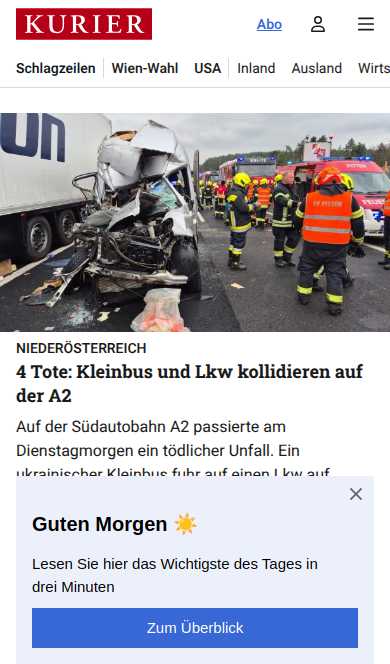 KURIER
Abo
Schlagzeilen Wien-Wahl USA Inland Ausland Wirts
FF PITTEN
NIEDERÖSTERREICH
4 Tote: Kleinbus und Lkw kollidieren auf
der A2
Auf der Südautobahn A2 passierte am
Dienstagmorgen ein tödlicher Unfall. Ein
ukrainischer Kleinbus fuhr auf einen Lkw auf
Guten Morgen ☀️
Lesen Sie hier das Wichtigste des Tages in
drei Minuten
Zum Überblick